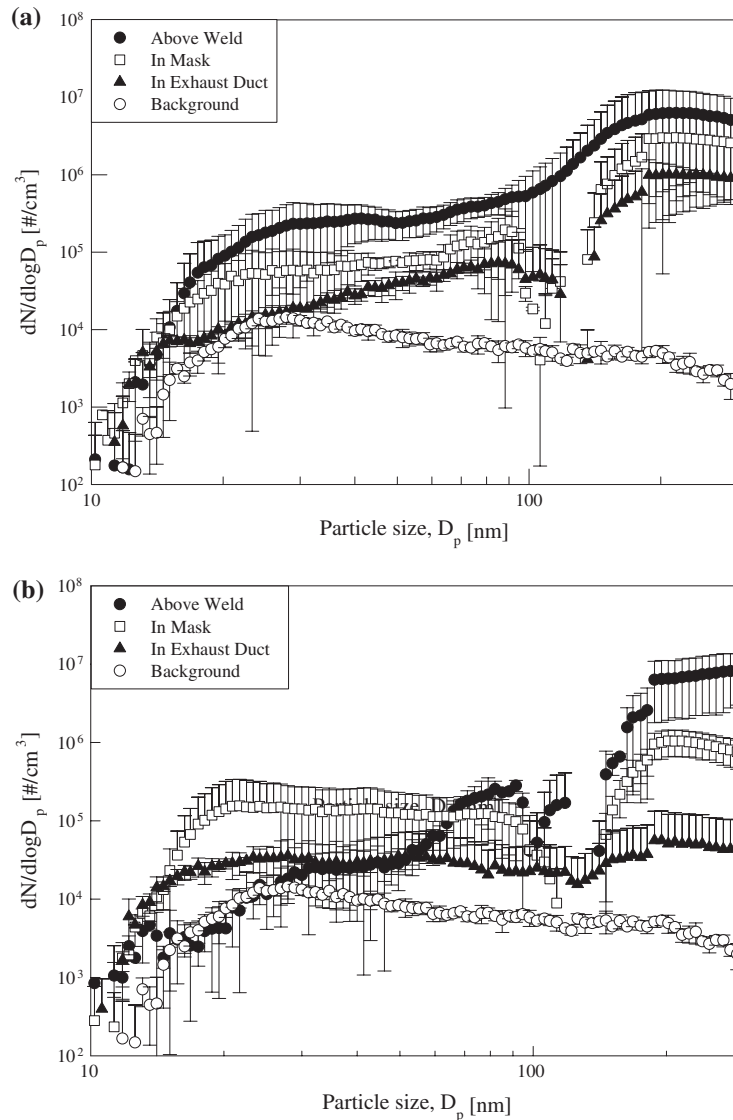 (a)
10^8
10^7
10^6
10^5
10^4
10^3
10^2
dN/dlogD_p [#/cm^3]
Above Weld
In Mask
In Exhaust Duct
Background
10
100
Particle size, D_p [nm]
(b)
10^8
10^7
10^6
10^5
10^4
10^3
10^2
dN/dlogD_p [#/cm^3]
Above Weld
In Mask
In Exhaust Duct
Background
Particle size, D
10
100
Particle size, D_p [nm]